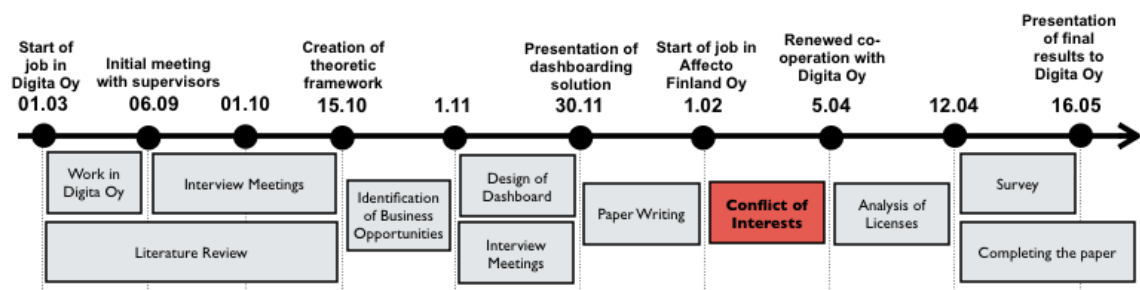 Start of
job in
Digita Oy
01.03
Initial meeting
with supervisors
06.09
01.10
Creation of
theoretic
framework
15.10
1.11
Presentation of
dashboarding
solution
30.11
Start of job in
Affecto
Finland Oy
1.02
Renewed co-
operation with
Digita Oy
5.04
12.04
Presentation
of final
results to
Digita Oy
16.05
Work in
Digita Oy
Interview Meetings
Literature Review
Identification
of Business
Opportunities
Design of
Dashboard
Interview
Meetings
Paper Writing
Conflict of
Interests
Analysis of
Licenses
Survey
Completing the paper